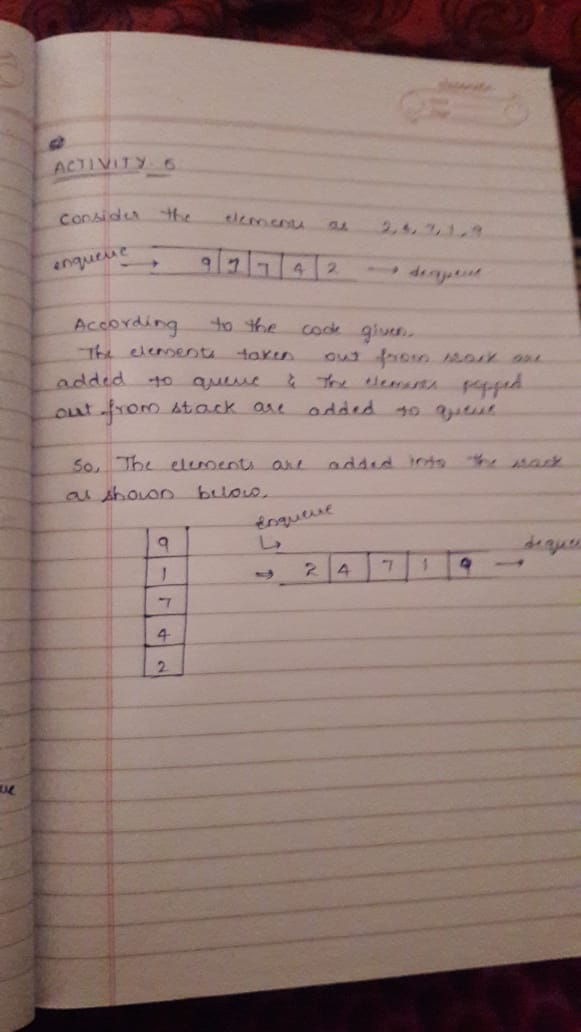 ACTIVITY 5
Consider the elements as 2, 4, 7, 1, 9
enqueue → 9 1 7 4 2 → dequeue
According to the code given.
The elements taken out from stack are
added to queue & The elements popped
out from stack are added to queue
So, The elements are added into the stack
as shown below.
enqueue
9
1
7
4
2
→ 2 4 7 1 9 →
deque
ue